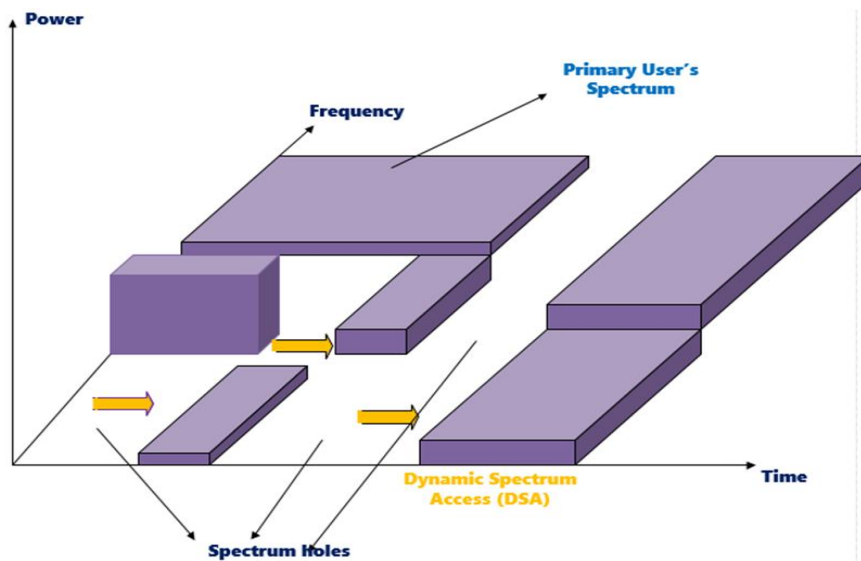 Power
Primary User's
Spectrum
Frequency
Time
Dynamic Spectrum
Access (DSA)
Spectrum holes